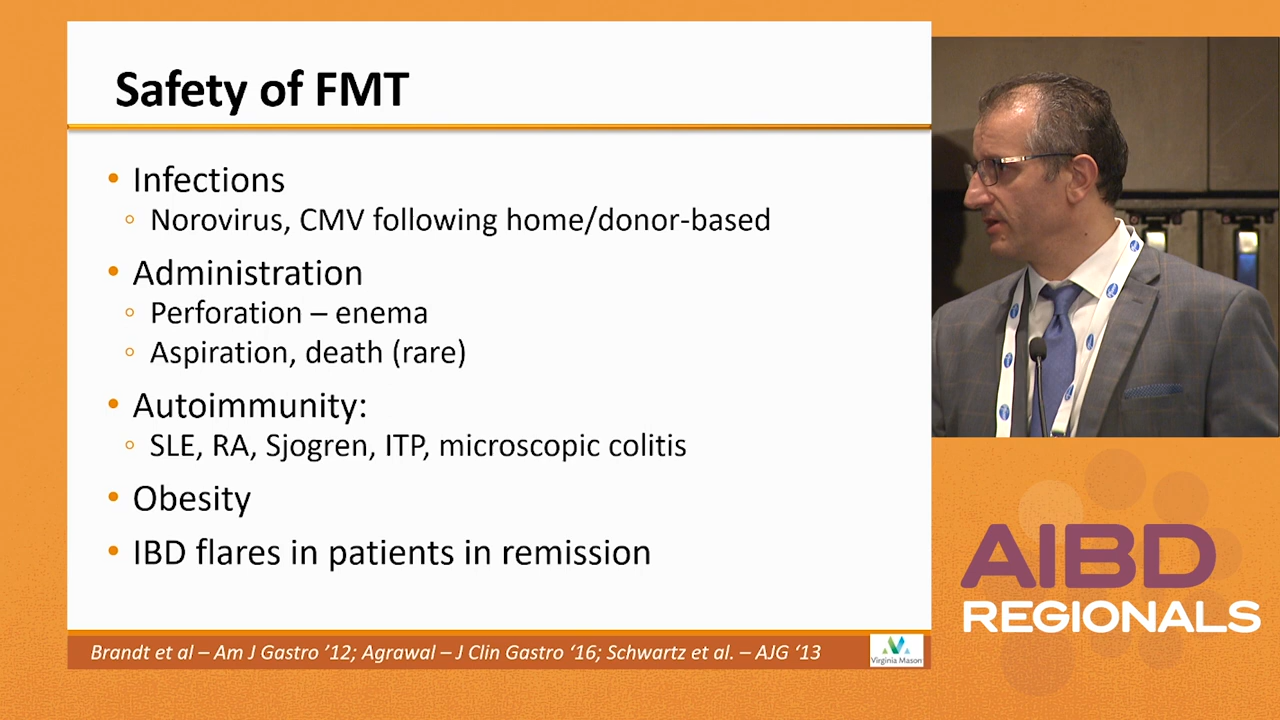 Safety of FMT
• Infections
◦ Norovirus, CMV following home/donor-based
• Administration
◦ Perforation – enema
◦ Aspiration, death (rare)
• Autoimmunity:
◦ SLE, RA, Sjogren, ITP, microscopic colitis
• Obesity
• IBD flares in patients in remission
Brandt et al – Am J Gastro ’12; Agrawal – J Clin Gastro ‘16; Schwartz et al. – AJG ‘13
Virginia Mason
AIBD
REGIONALS